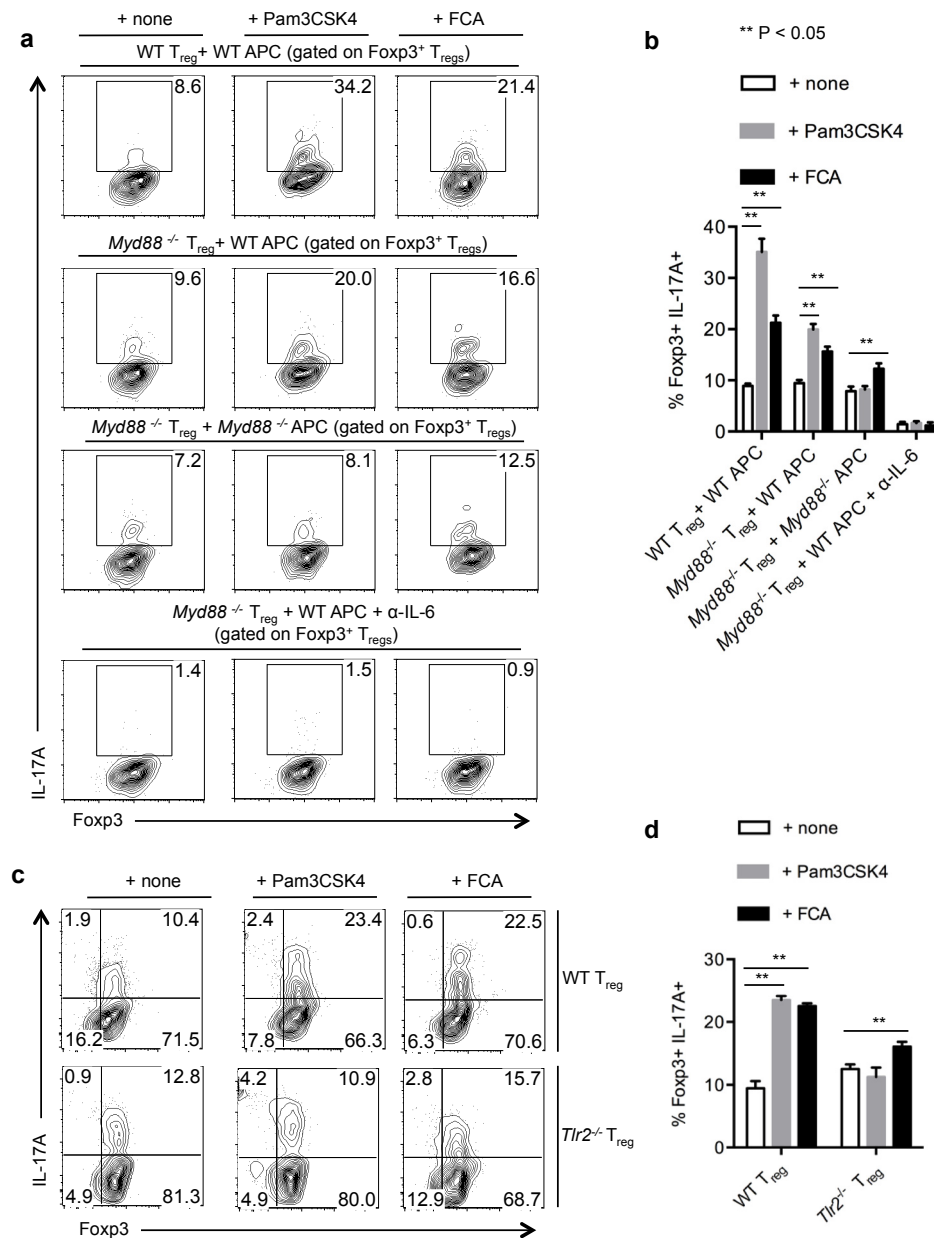 a
+ none + Pam3CSK4 + FCA
WT Treg+ WT APC (gated on Foxp3+ Tregs)
8.6 34.2 21.4
Myd88 -/- Treg+ WT APC (gated on Foxp3+ Tregs)
9.6 20.0 16.6
Myd88 -/- Treg + Myd88 -/- APC (gated on Foxp3+ Tregs)
7.2 8.1 12.5
Myd88 -/- Treg + WT APC + α-IL-6
(gated on Foxp3+ Tregs)
1.4 1.5 0.9
IL-17A
Foxp3
b
** P < 0.05
+ none
+ Pam3CSK4
+ FCA
% Foxp3+ IL-17A+
40
30
20
10
0
** ** ** ** **
WT Treg+ WT APC
Myd88-/- Treg+ WT APC
Myd88-/- Treg + Myd88-/- APC
Myd88-/- Treg + WT APC + α-IL-6
c
+ none + Pam3CSK4 + FCA
1.9 10.4 2.4 23.4 0.6 22.5
WT Treg
16.2 71.5 7.8 66.3 6.3 70.6
0.9 12.8 4.2 10.9 2.8 15.7
Tlr2-/- Treg
4.9 81.3 4.9 80.0 12.9 68.7
IL-17A
Foxp3
d
+ none
+ Pam3CSK4
+ FCA
% Foxp3+ IL-17A+
30
20
10
0
** ** **
WT Treg
Tlr2-/- Treg